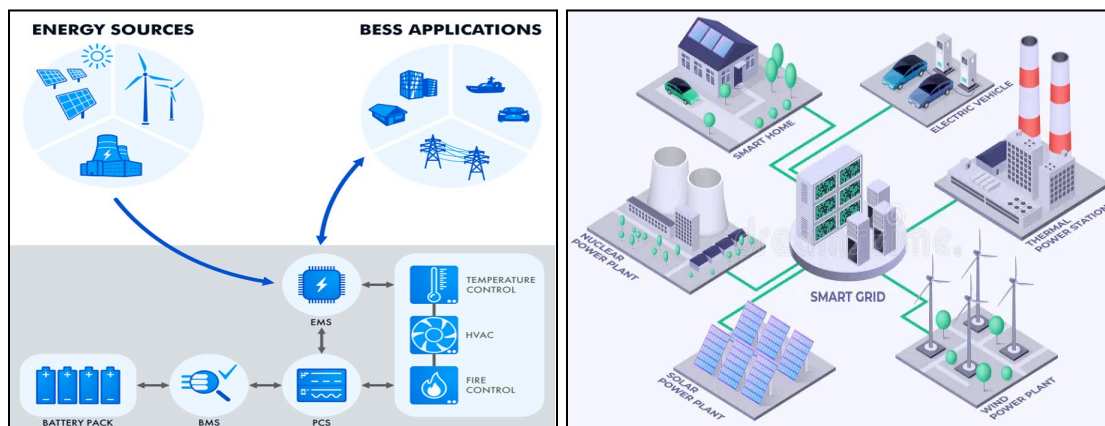 ENERGY SOURCES
BESS APPLICATIONS
EMS
TEMPERATURE
CONTROL
HVAC
FIRE
CONTROL
BATTERY PACK
BMS
PCS
SMART HOME
ELECTRIC VEHICLE
NUCLEAR
POWER PLANT
THERMAL
POWER STATION
SMART GRID
SOLAR
POWER PLANT
WIND
POWER PLANT